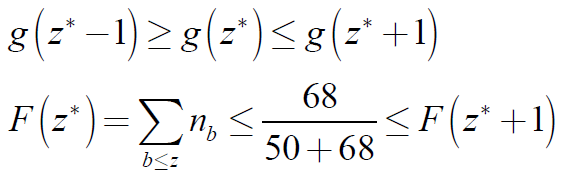 g(z* −1) ≥ g(z*) ≤ g(z* +1)
F(z*) = ∑_{b≤z} n_b ≤ 68/(50+68) ≤ F(z* +1)